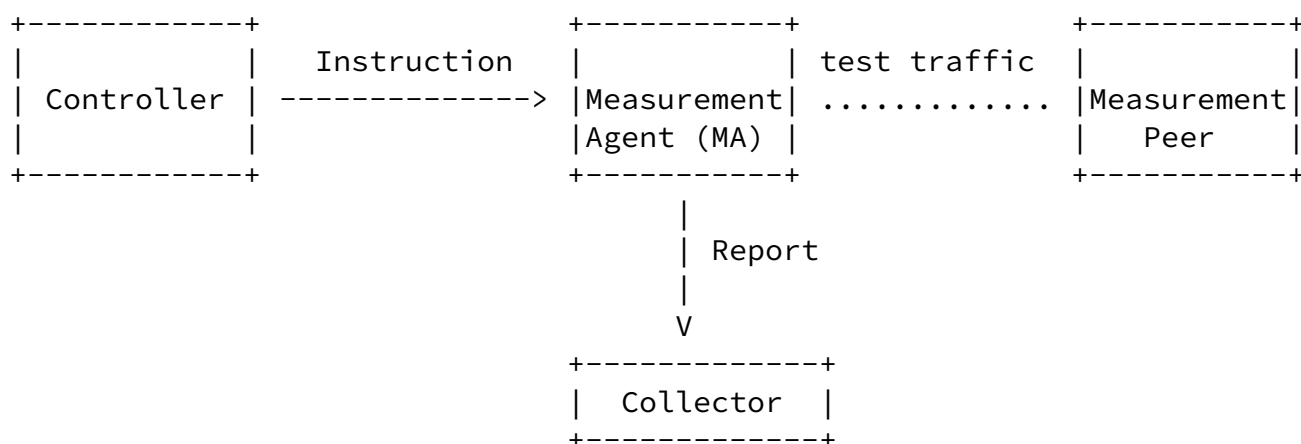 Instruction
test traffic
Controller
Measurement
Measurement
Agent (MA)
Peer
Report
Collector